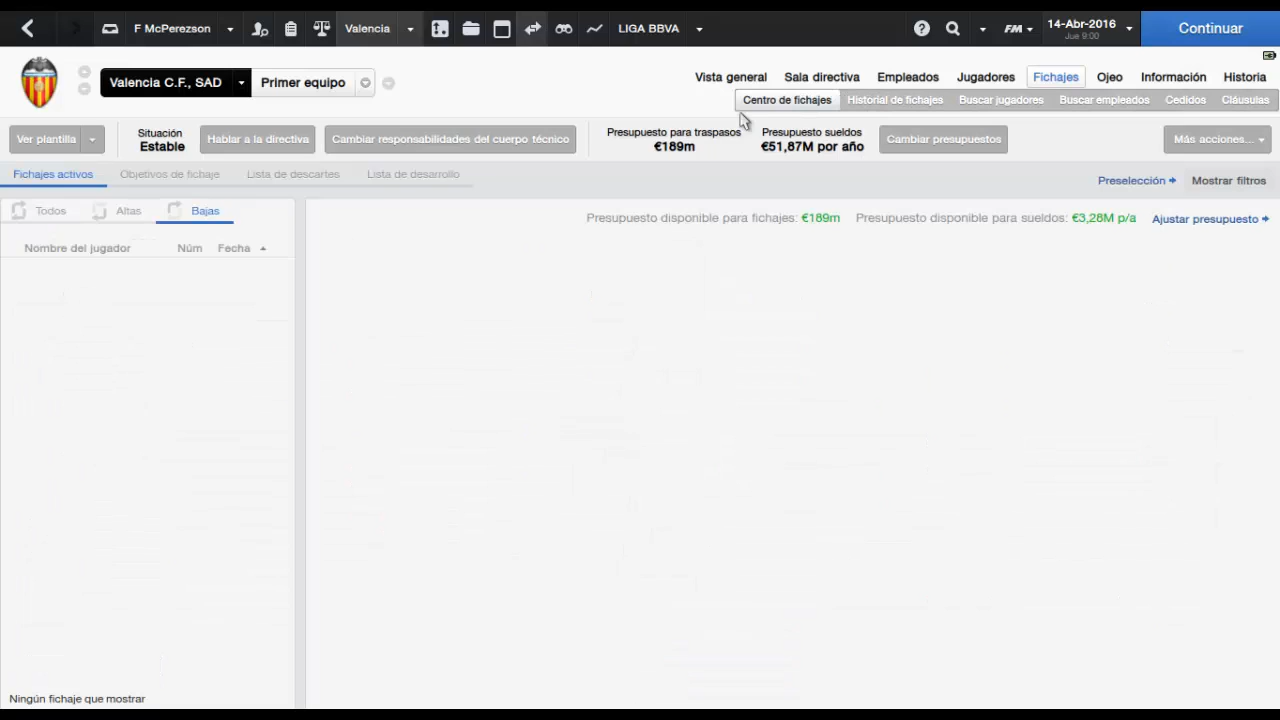 F McPerezson Valencia LIGA BBVA FM 14-Abr-2016 Continuar
Jue 9:00
Valencia C.F., SAD Primer equipo Vista general Sala directiva Empleados Jugadores Fichajes Ojeo Información Historia
Centro de fichajes Historial de fichajes Buscar jugadores Buscar empleados Cedidos Cláusulas
Ver plantilla Situación Hablar a la directiva Cambiar responsabilidades del cuerpo técnico Presupuesto para traspasos Presupuesto sueldos Cambiar presupuestos Más acciones...
Estable €189m €51,87M por año
Fichajes activos Objetivos de fichaje Lista de descartes Lista de desarrollo Preselección Mostrar filtros
Todos Altas Bajas Presupuesto disponible para fichajes: €189m Presupuesto disponible para sueldos: €3,28M p/a Ajustar presupuesto
Nombre del jugador Núm Fecha
Ningún fichaje que mostrar